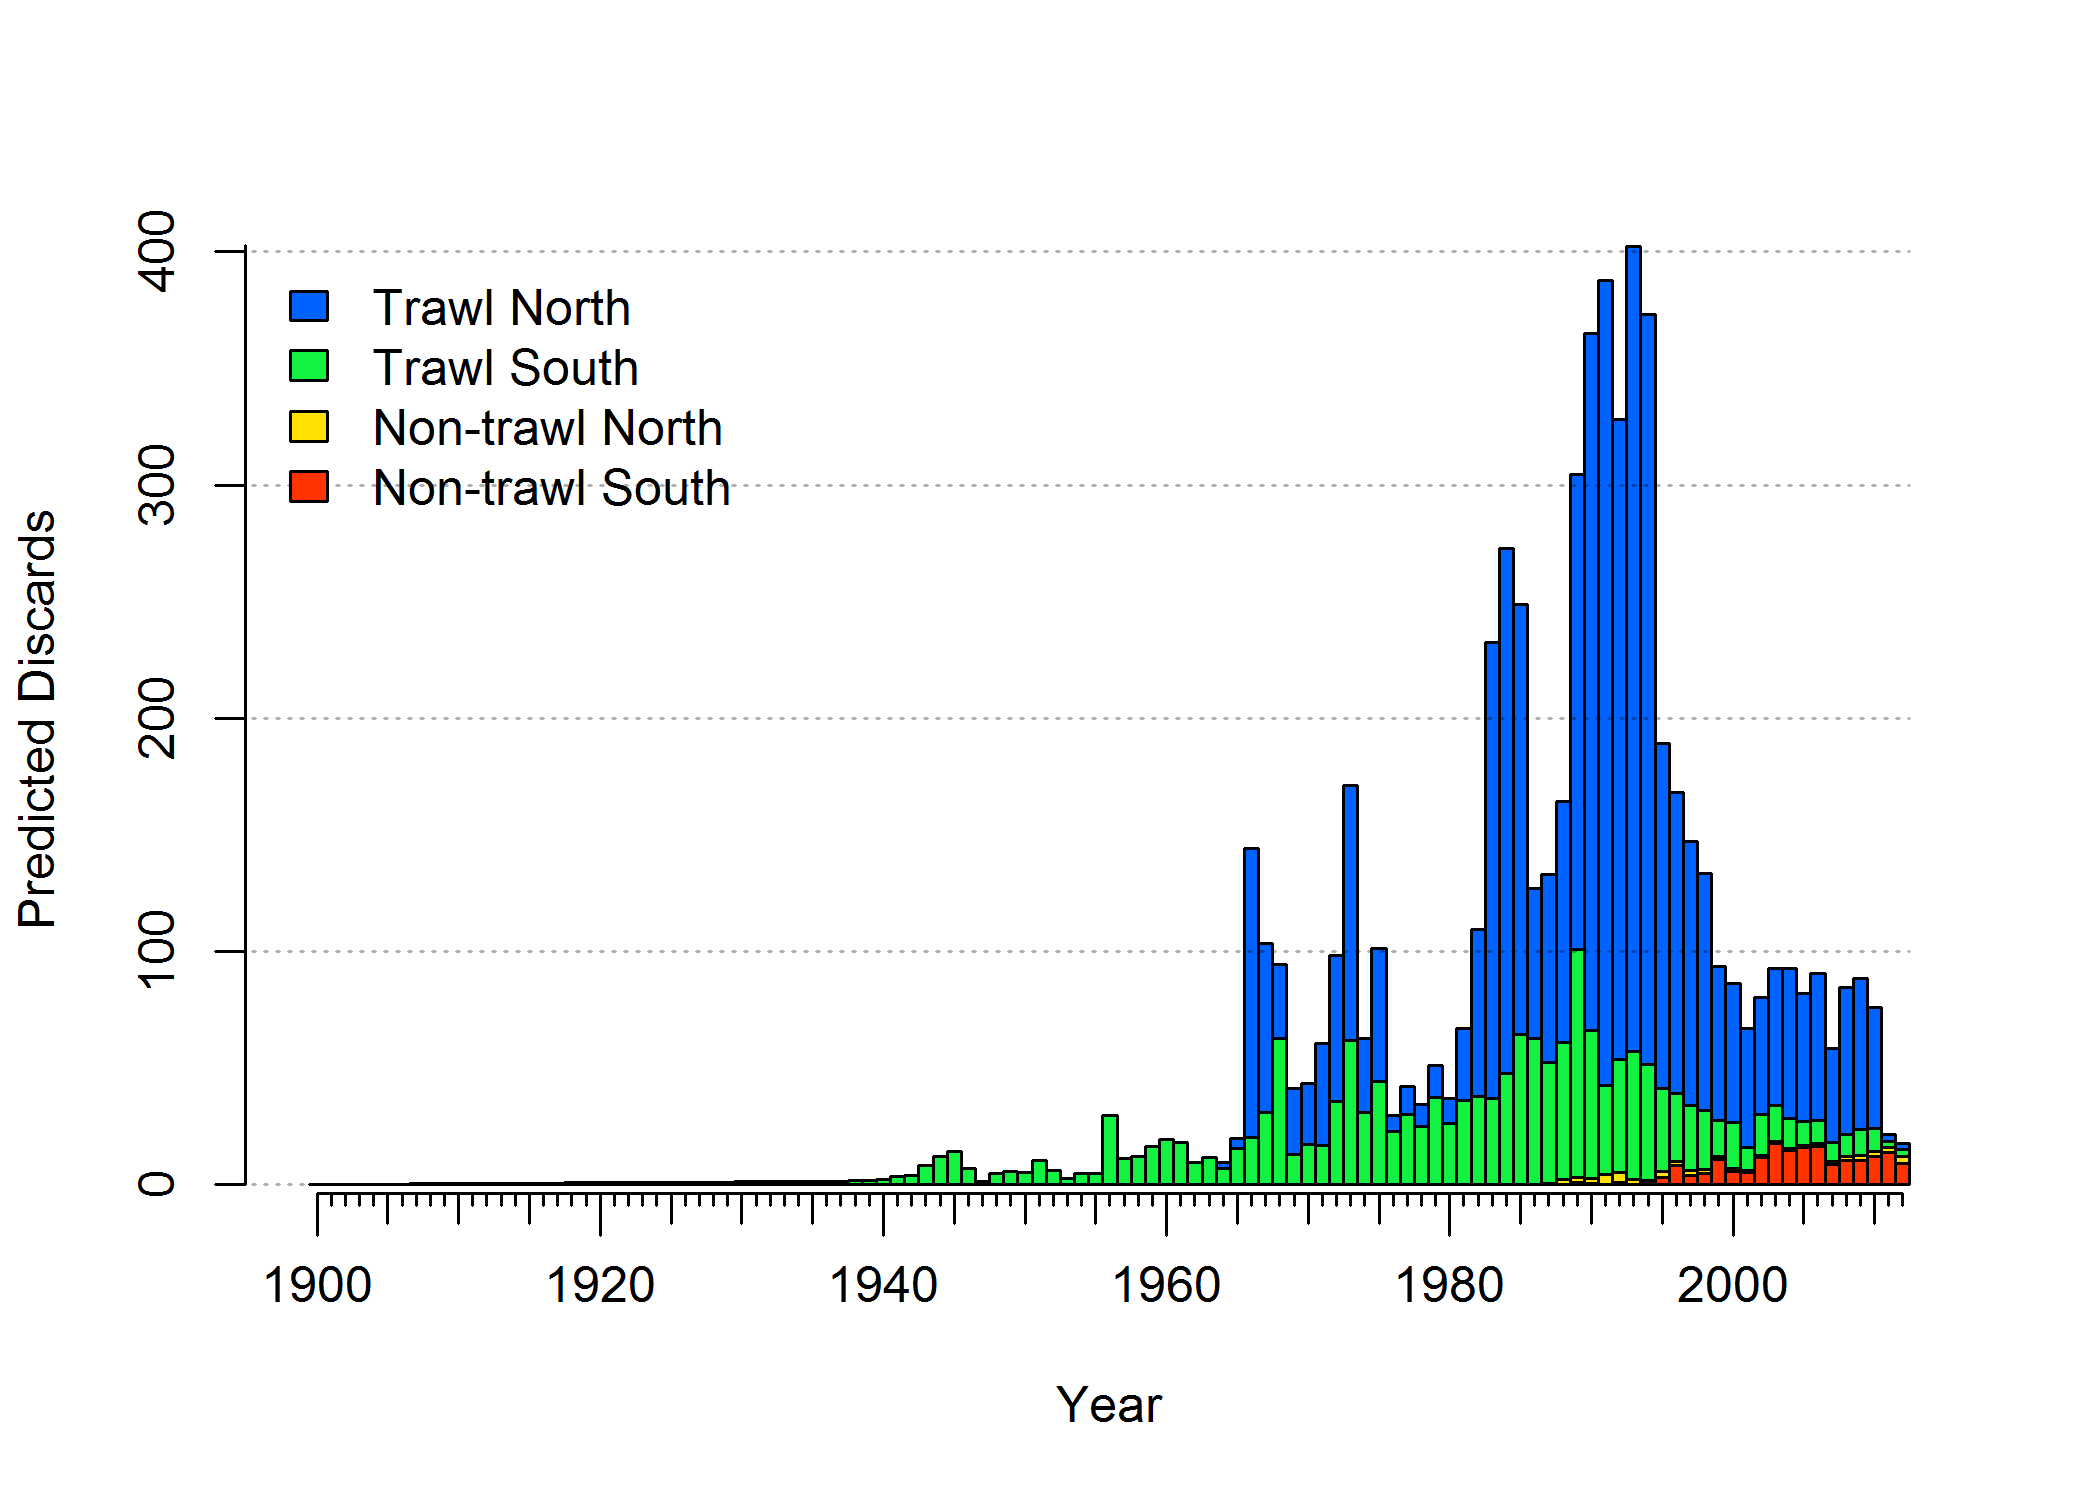 Predicted Discards
400
300
200
100
0
Trawl North
Trawl South
Non-trawl North
Non-trawl South
1900 1920 1940 1960 1980 2000
Year